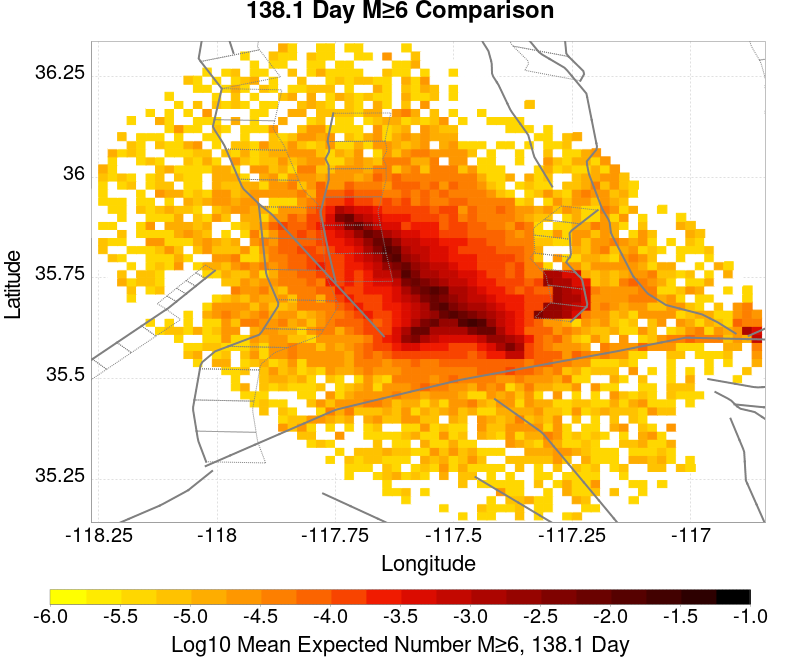 138.1 Day M≥6 Comparison
36.25
36
35.75
35.5
35.25
Latitude
-118.25 -118 -117.75 -117.5 -117.25 -117
Longitude
-6.0 -5.5 -5.0 -4.5 -4.0 -3.5 -3.0 -2.5 -2.0 -1.5 -1.0
Log10 Mean Expected Number M≥6, 138.1 Day